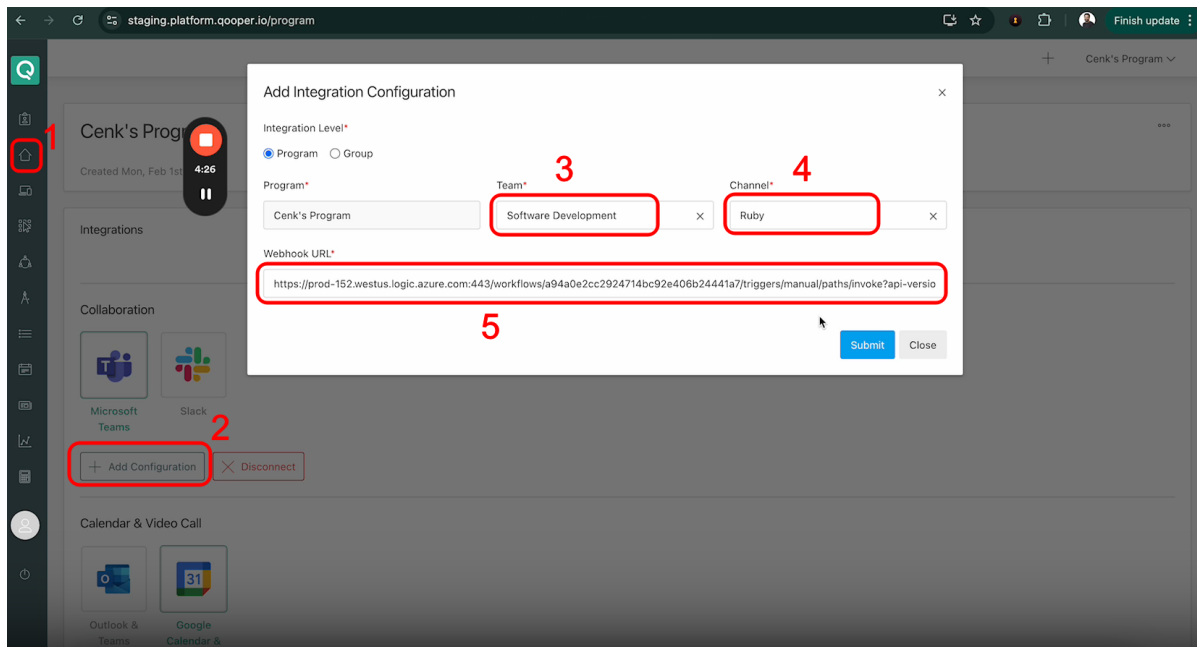 staging.platform.qooper.io/program
Finish update
Cenk's Program
Add Integration Configuration
1
Cenk's Prog
Integration Level*
Program Group
4:26
3
4
Created Mon, Feb 1st
Program* Team* Channel*
Cenk's Program Software Development Ruby
Integrations
Webhook URL*
https://prod-152.westus.logic.azure.com:443/workflows/a94a0e2cc2924714bc92e406b24441a7/triggers/manual/paths/invoke?api-versio
Collaboration
5
Submit Close
Microsoft Teams
Slack
2
Add Configuration Disconnect
Calendar & Video Call
31
Outlook & Teams
Google Calendar &